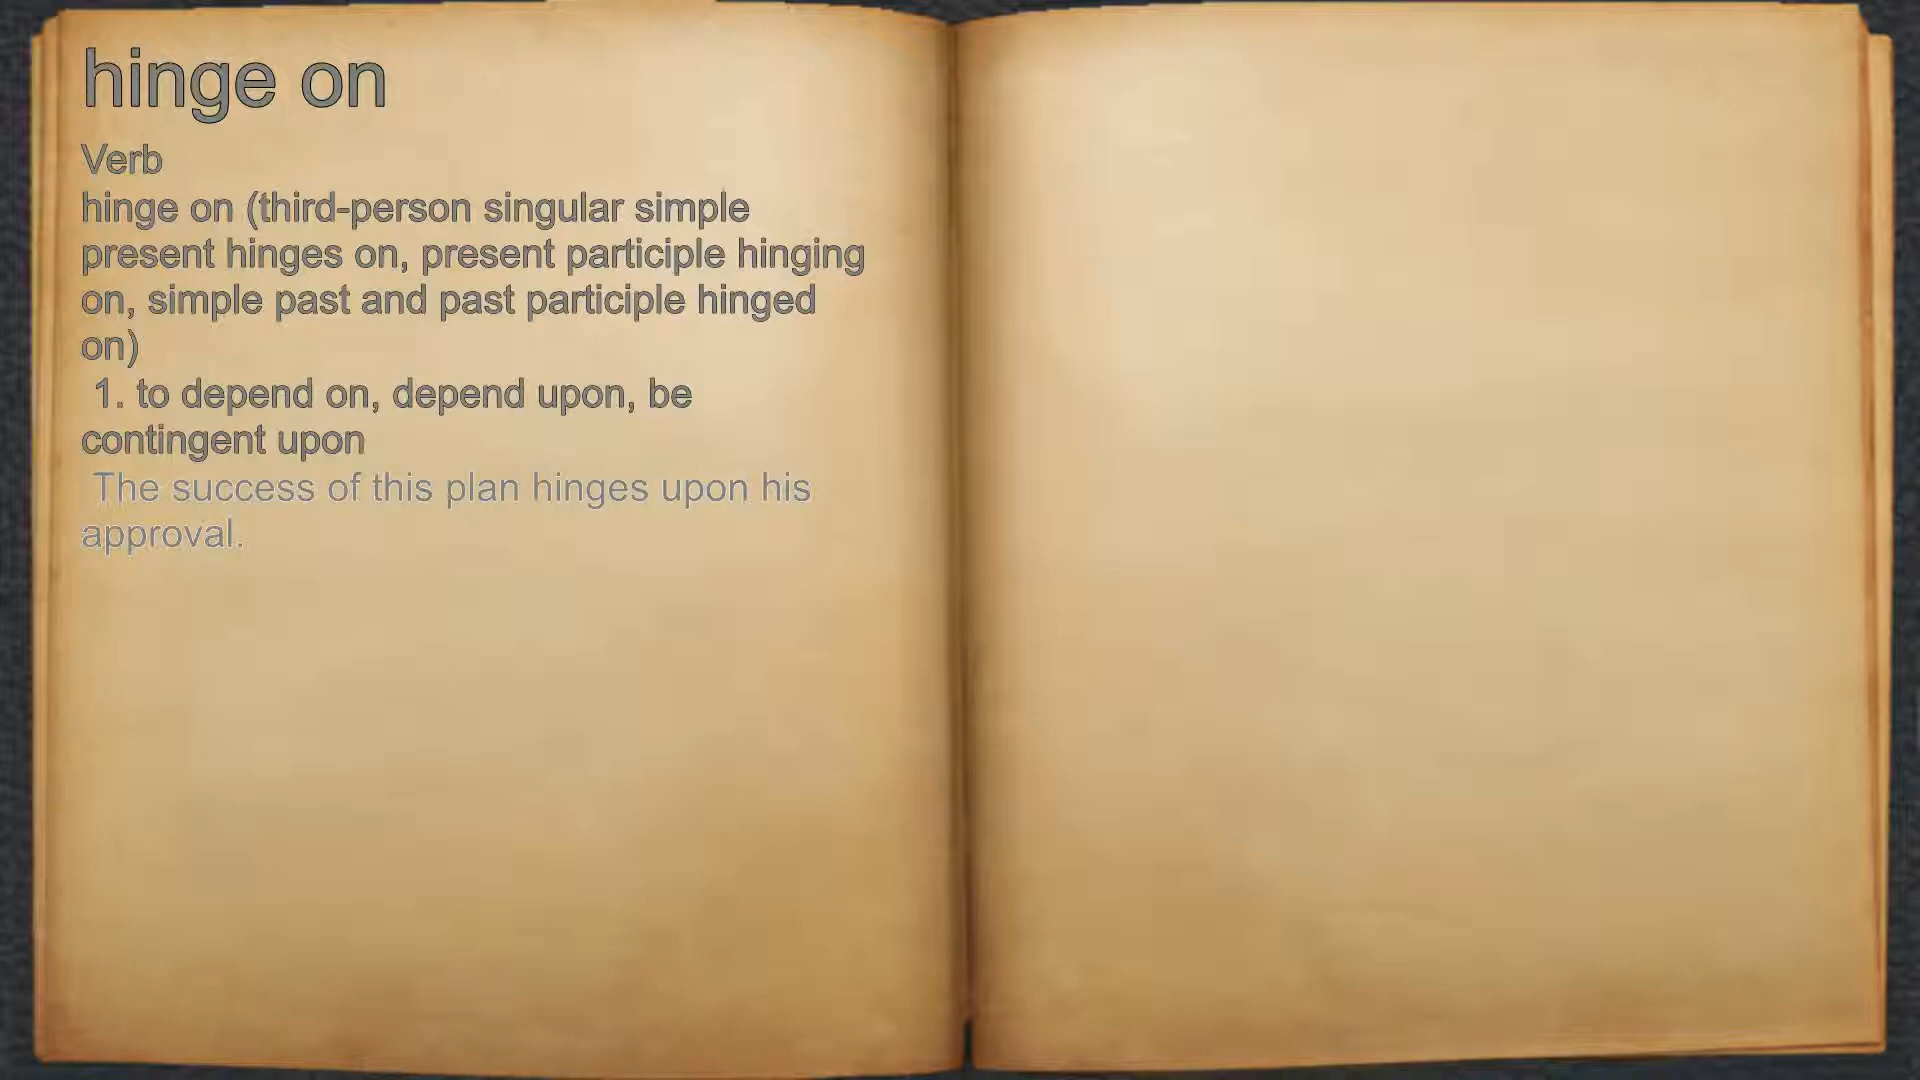 hinge on
Verb
hinge on (third-person singular simple
present hinges on, present participle hinging
on, simple past and past participle hinged
on)
1. to depend on, depend upon, be
contingent upon
The success of this plan hinges upon his
approval.